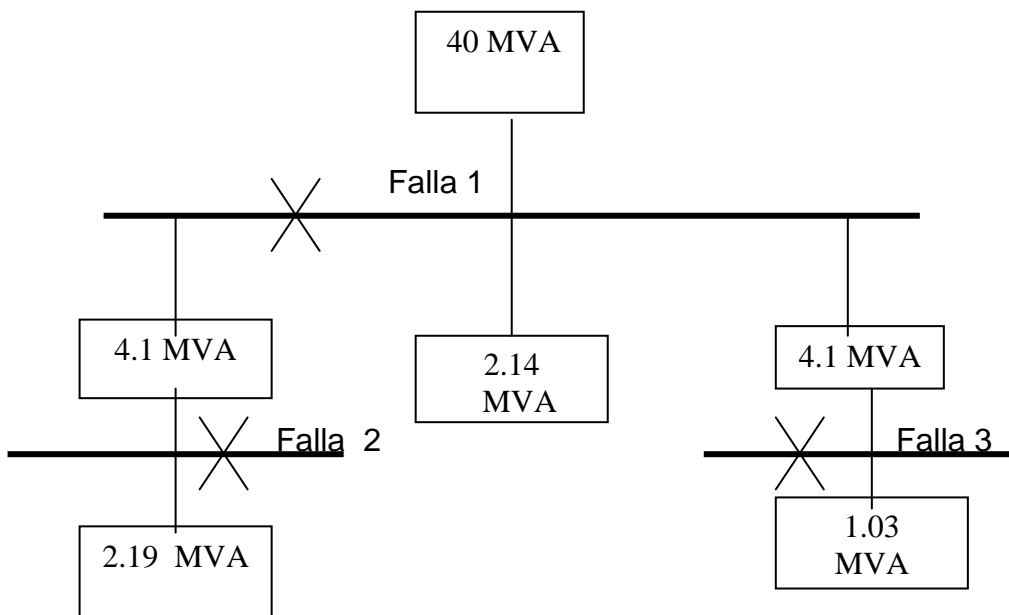 40 MVA
Falla 1
4.1 MVA
2.14
MVA
4.1 MVA
Falla 2
Falla 3
2.19 MVA
1.03
MVA